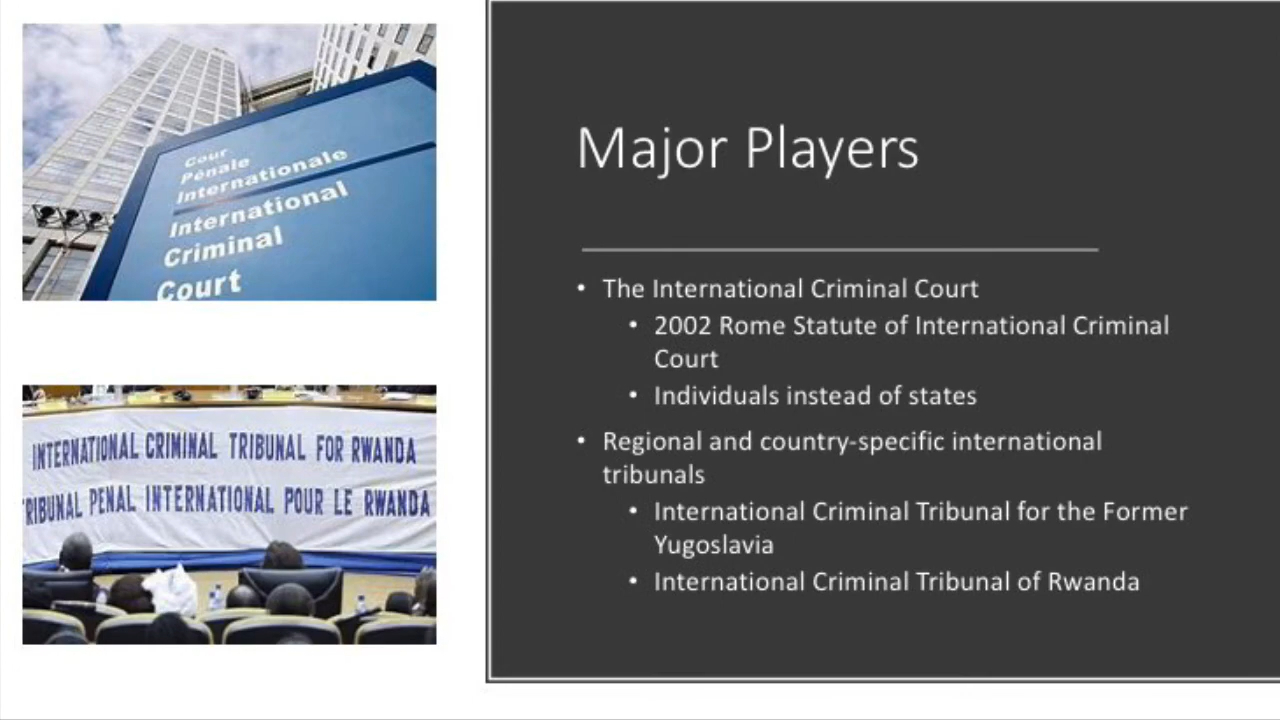 Cour
Pénale
Internationale
International
Criminal
Court
INTERNATIONAL CRIMINAL TRIBUNAL FOR RWANDA
TRIBUNAL PENAL INTERNATIONAL POUR LE RWANDA
Major Players
• The International Criminal Court
• 2002 Rome Statute of International Criminal
Court
• Individuals instead of states
• Regional and country-specific international
tribunals
• International Criminal Tribunal for the Former
Yugoslavia
• International Criminal Tribunal of Rwanda